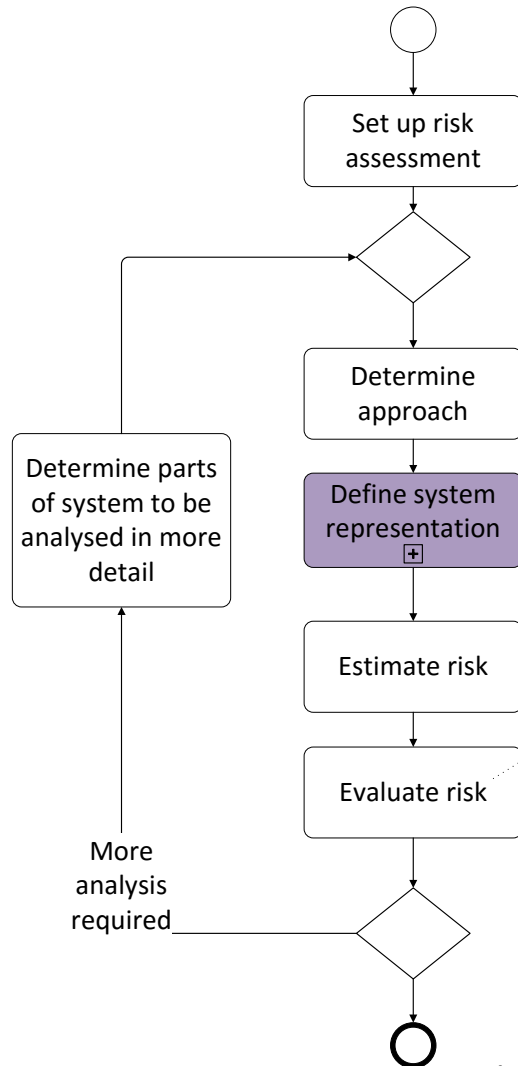 Set up risk
assessment
Determine
approach
Determine parts
of system to be
analysed in more
detail
Define system
representation
Estimate risk
Evaluate risk
More
analysis
required